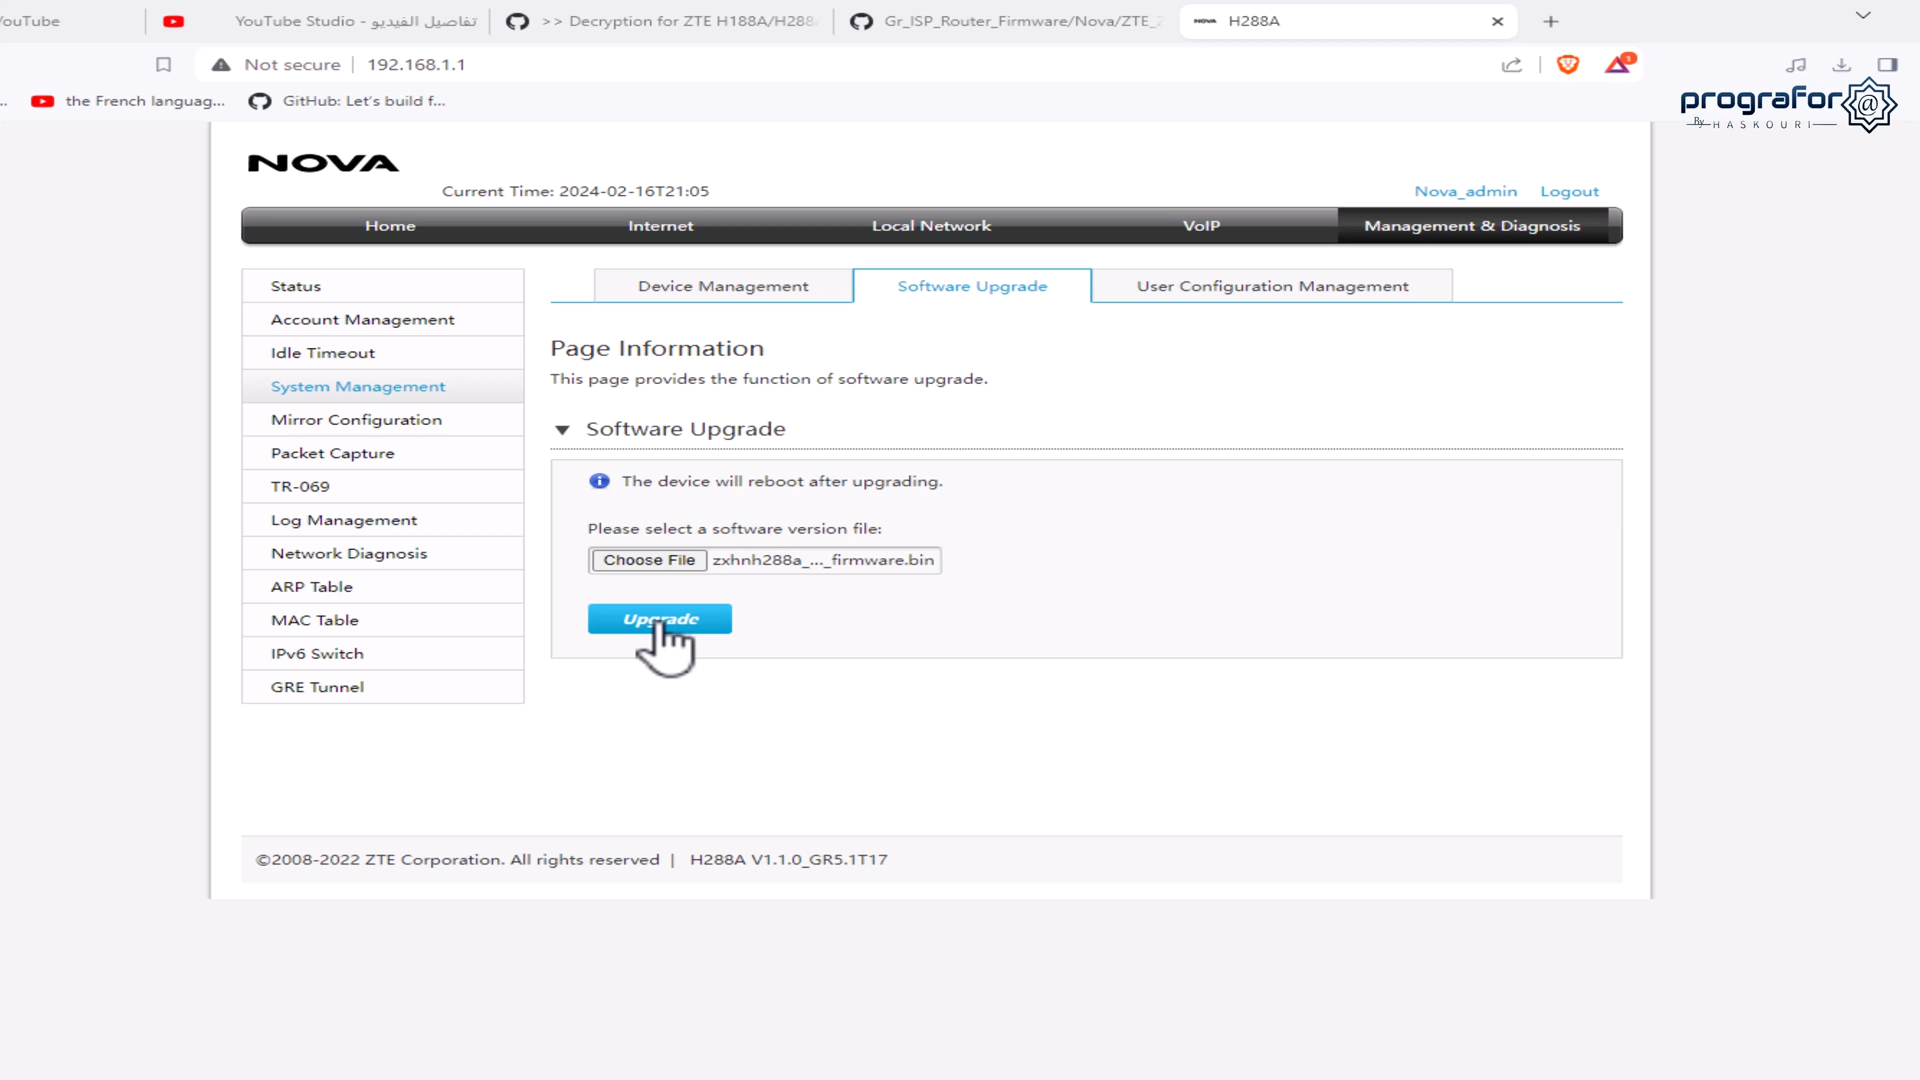 ouTube
YouTube Studio - تفاصيل الفيديو
>> Decryption for ZTE H188A/H288
Gr_ISP_Router_Firmware/Nova/ZTE_
NOVA H288A
Not secure 192.168.1.1
1
... the French languag...
GitHub: Let's build f...
prografor@
By HASKOURI
NOVA
Current Time: 2024-02-16T21:05
Nova_admin Logout
Home Internet Local Network VoIP Management & Diagnosis
Status
Account Management
Idle Timeout
System Management
Mirror Configuration
Packet Capture
TR-069
Log Management
Network Diagnosis
ARP Table
MAC Table
IPv6 Switch
GRE Tunnel
Device Management Software Upgrade User Configuration Management
Page Information
This page provides the function of software upgrade.
Software Upgrade
The device will reboot after upgrading.
Please select a software version file:
Choose File zxhnh288a_..._firmware.bin
Upgrade
©2008-2022 ZTE Corporation. All rights reserved | H288A V1.1.0_GR5.1T17